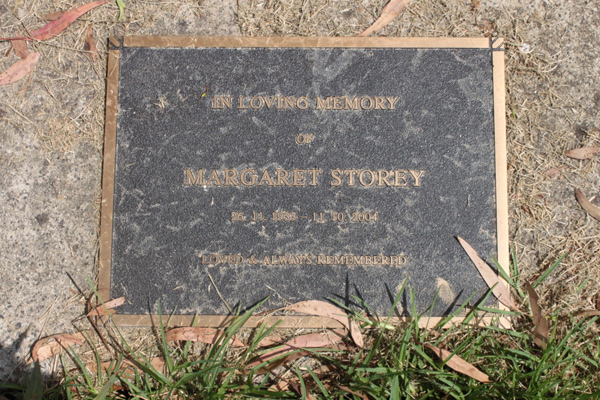 IN LOVING MEMORY
OF
MARGARET STOREY
11. 10. 2004
LOVED & ALWAYS REMEMBERED